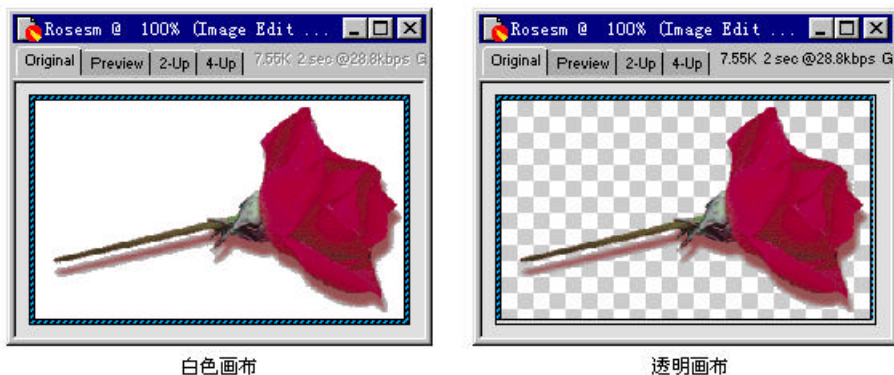 Rosesm @ 100% (Image Edit ...
Original Preview 2-Up 4-Up 7.55K 2 sec @28.8kbps G
白色画布
Rosesm @ 100% (Image Edit ...
Original Preview 2-Up 4-Up 7.55K 2 sec @28.8kbps G
透明画布